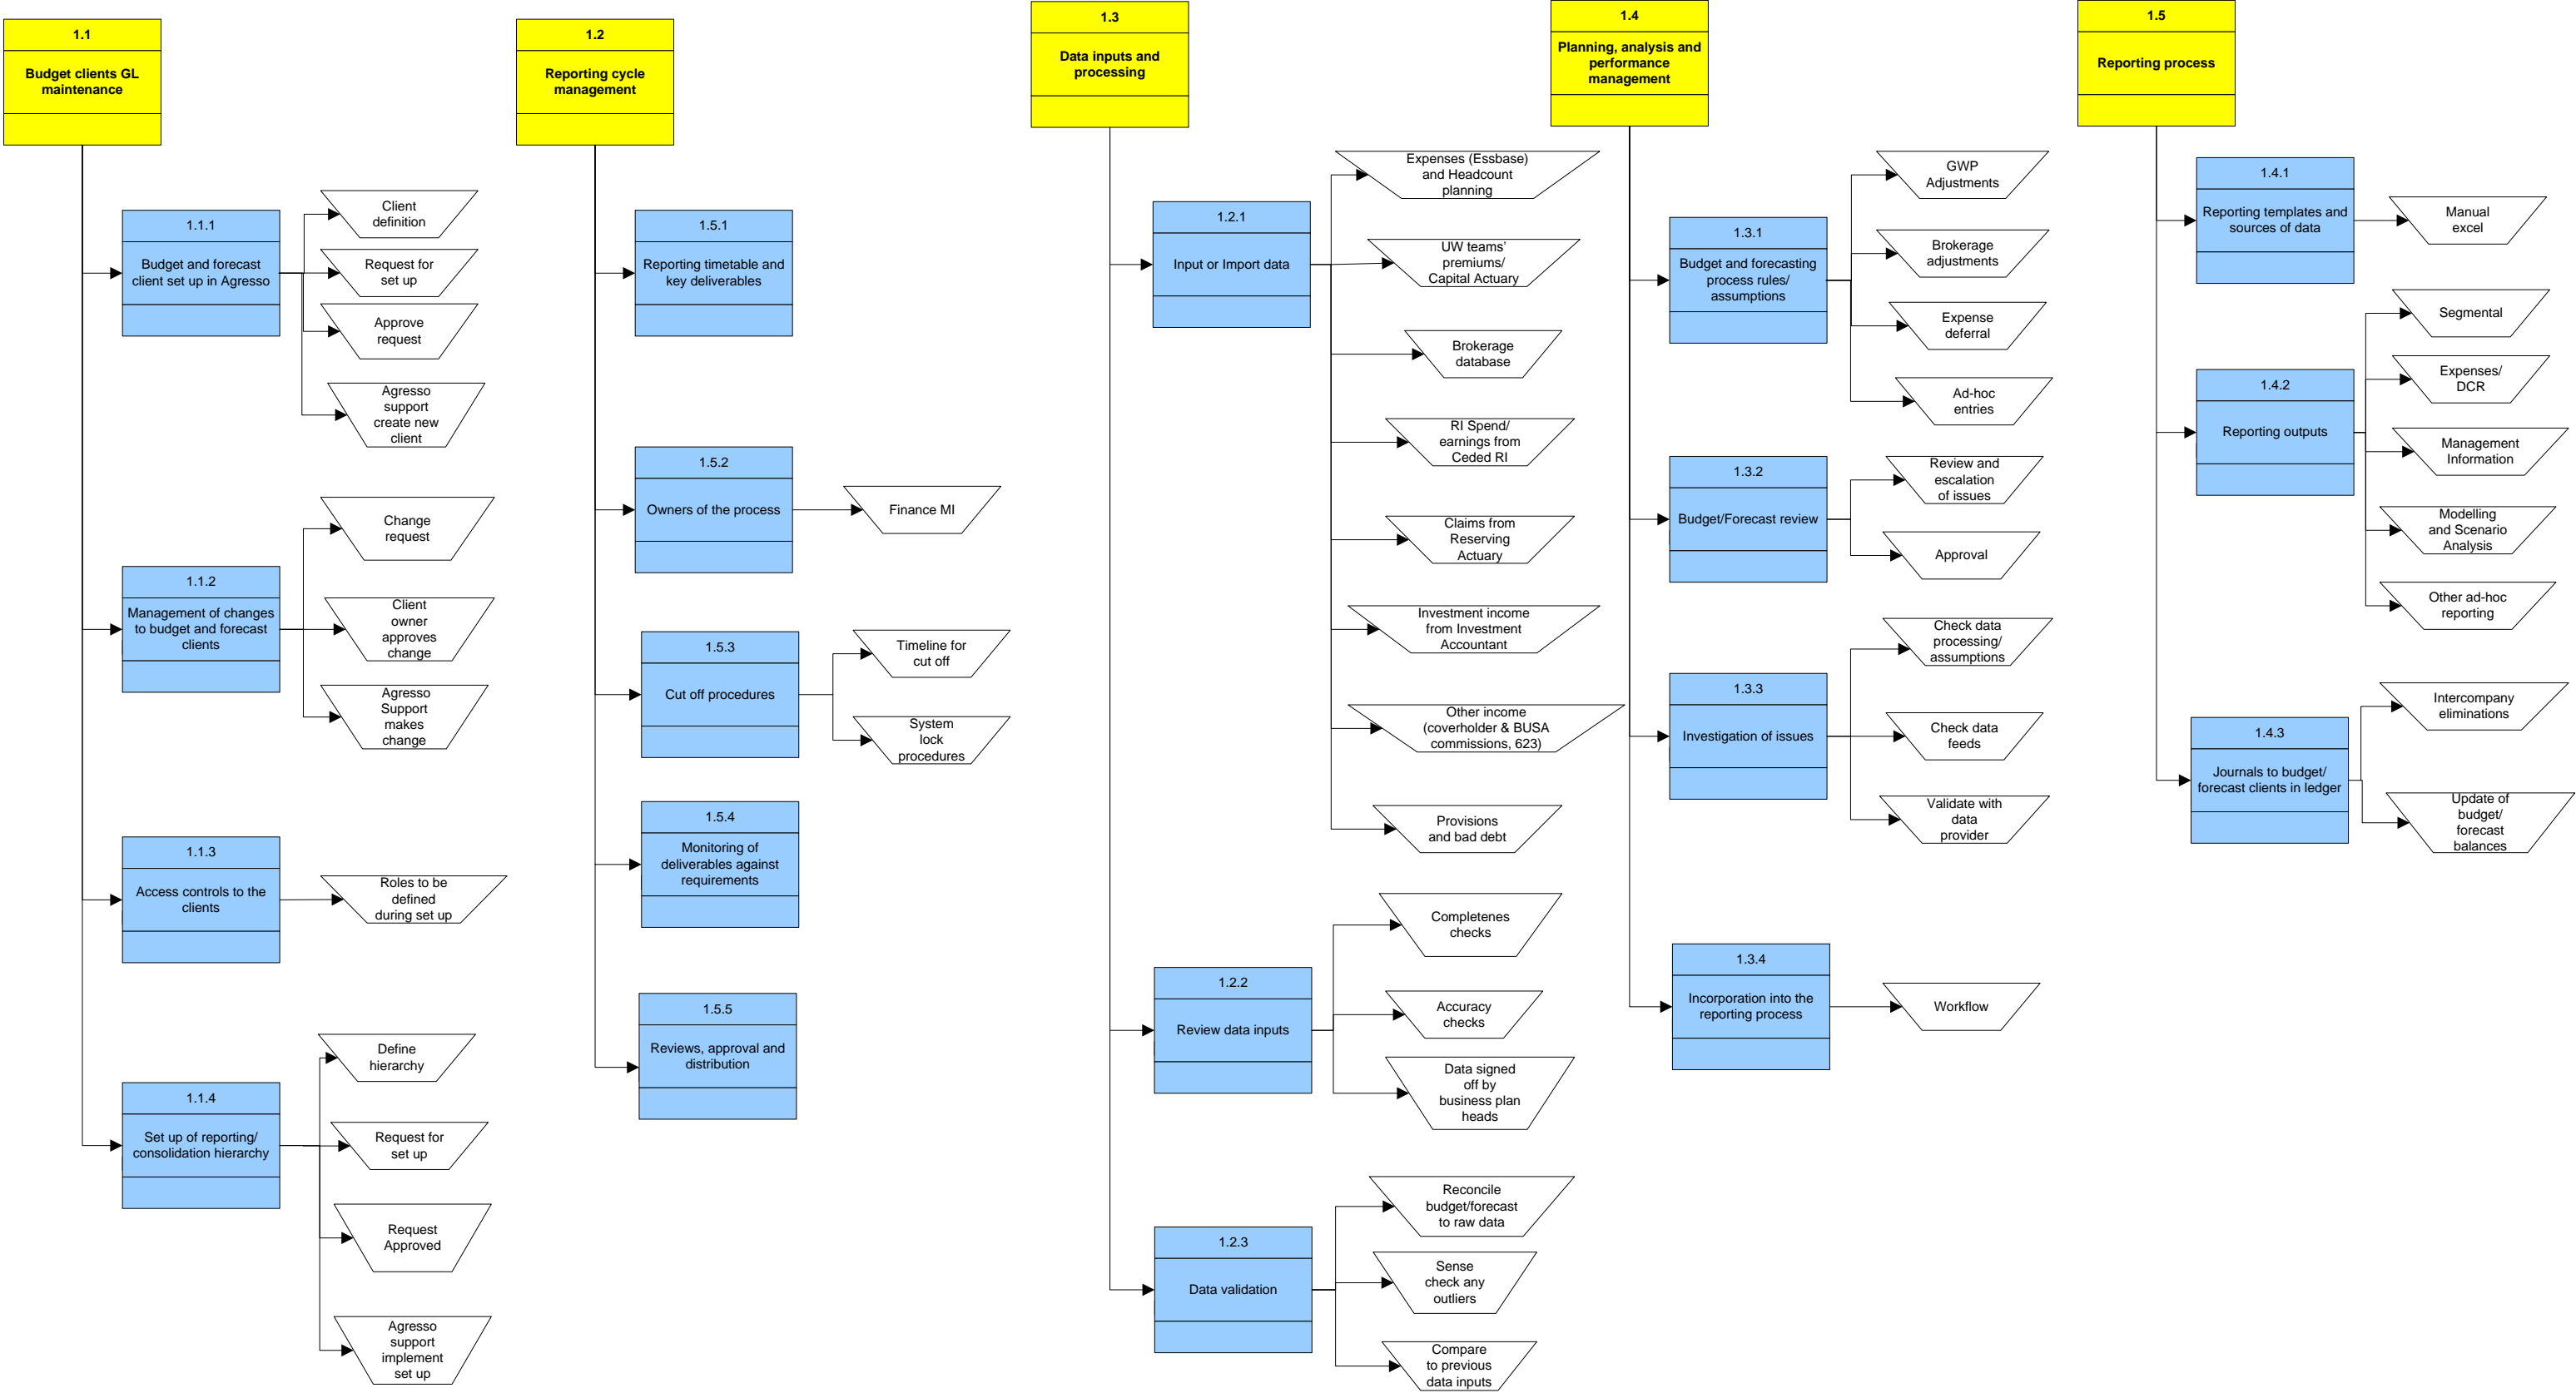 1.1
Budget clients GL
maintenance
1.1.1
Budget and forecast
client set up in Agresso
Client
definition
Request for
set up
Approve
request
Agresso
support
create new
client
1.1.2
Management of changes
to budget and forecast
clients
Change
request
Client
owner
approves
change
Agresso
Support
makes
change
1.1.3
Access controls to the
clients
Roles to be
defined
during set up
1.1.4
Set up of reporting/
consolidation hierarchy
Define
hierarchy
Request for
set up
Request
Approved
Agresso
support
implement
set up
1.2
Reporting cycle
management
1.5.1
Reporting timetable and
key deliverables
1.5.2
Owners of the process
Finance MI
1.5.3
Cut off procedures
Timeline for
cut off
System
lock
procedures
1.5.4
Monitoring of
deliverables against
requirements
1.5.5
Reviews, approval and
distribution
1.3
Data inputs and
processing
1.2.1
Input or Import data
Expenses (Essbase)
and Headcount
planning
UW teams’
premiums/
Capital Actuary
Brokerage
database
RI Spend/
earnings from
Ceded RI
Claims from
Reserving
Actuary
Investment income
from Investment
Accountant
Other income
(coverholder & BUSA
commissions, 623)
Provisions
and bad debt
1.2.2
Review data inputs
Completenes
checks
Accuracy
checks
Data signed
off by
business plan
heads
1.2.3
Data validation
Reconcile
budget/forecast
to raw data
Sense
check any
outliers
Compare
to previous
data inputs
1.4
Planning, analysis and
performance
management
1.3.1
Budget and forecasting
process rules/
assumptions
GWP
Adjustments
Brokerage
adjustments
Expense
deferral
Ad-hoc
entries
1.3.2
Budget/Forecast review
Review and
escalation
of issues
Approval
1.3.3
Investigation of issues
Check data
processing/
assumptions
Check data
feeds
Validate with
data
provider
1.3.4
Incorporation into the
reporting process
Workflow
1.5
Reporting process
1.4.1
Reporting templates and
sources of data
Manual
excel
1.4.2
Reporting outputs
Segmental
Expenses/
DCR
Management
Information
Modelling
and Scenario
Analysis
Other ad-hoc
reporting
1.4.3
Journals to budget/
forecast clients in ledger
Intercompany
eliminations
Update of
budget/
forecast
balances